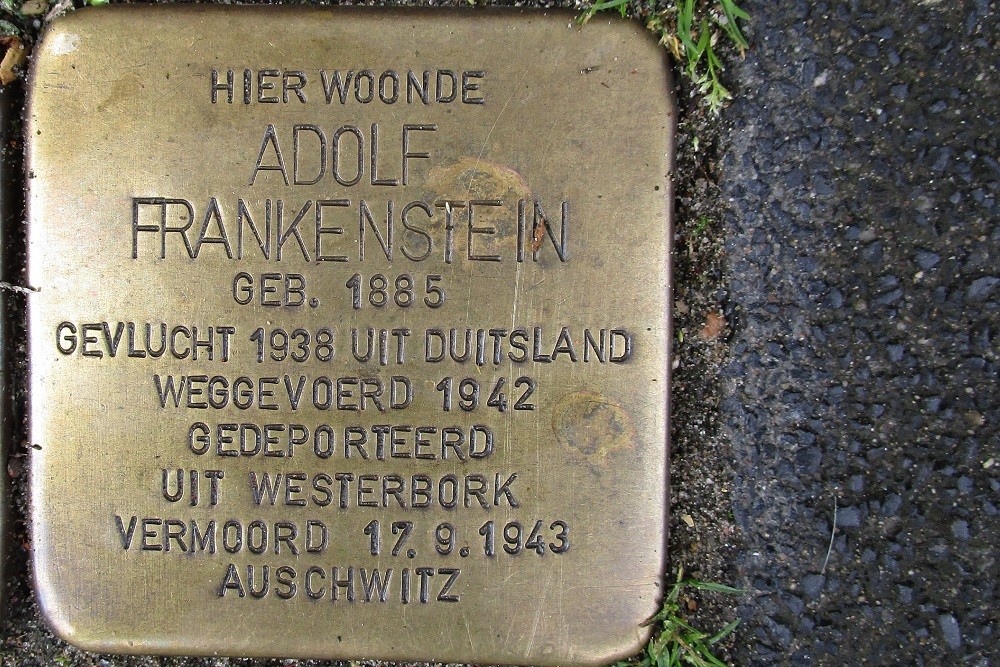 HIER WOONDE
ADOLF
FRANKENSTEIN
GEB. 1885
GEVLUCHT 1938 UIT DUITSLAND
WEGGEVOERD 1942
GEDEPORTEERD
UIT WESTERBORK
VERMOORD 17. 9. 1943
AUSCHWITZ